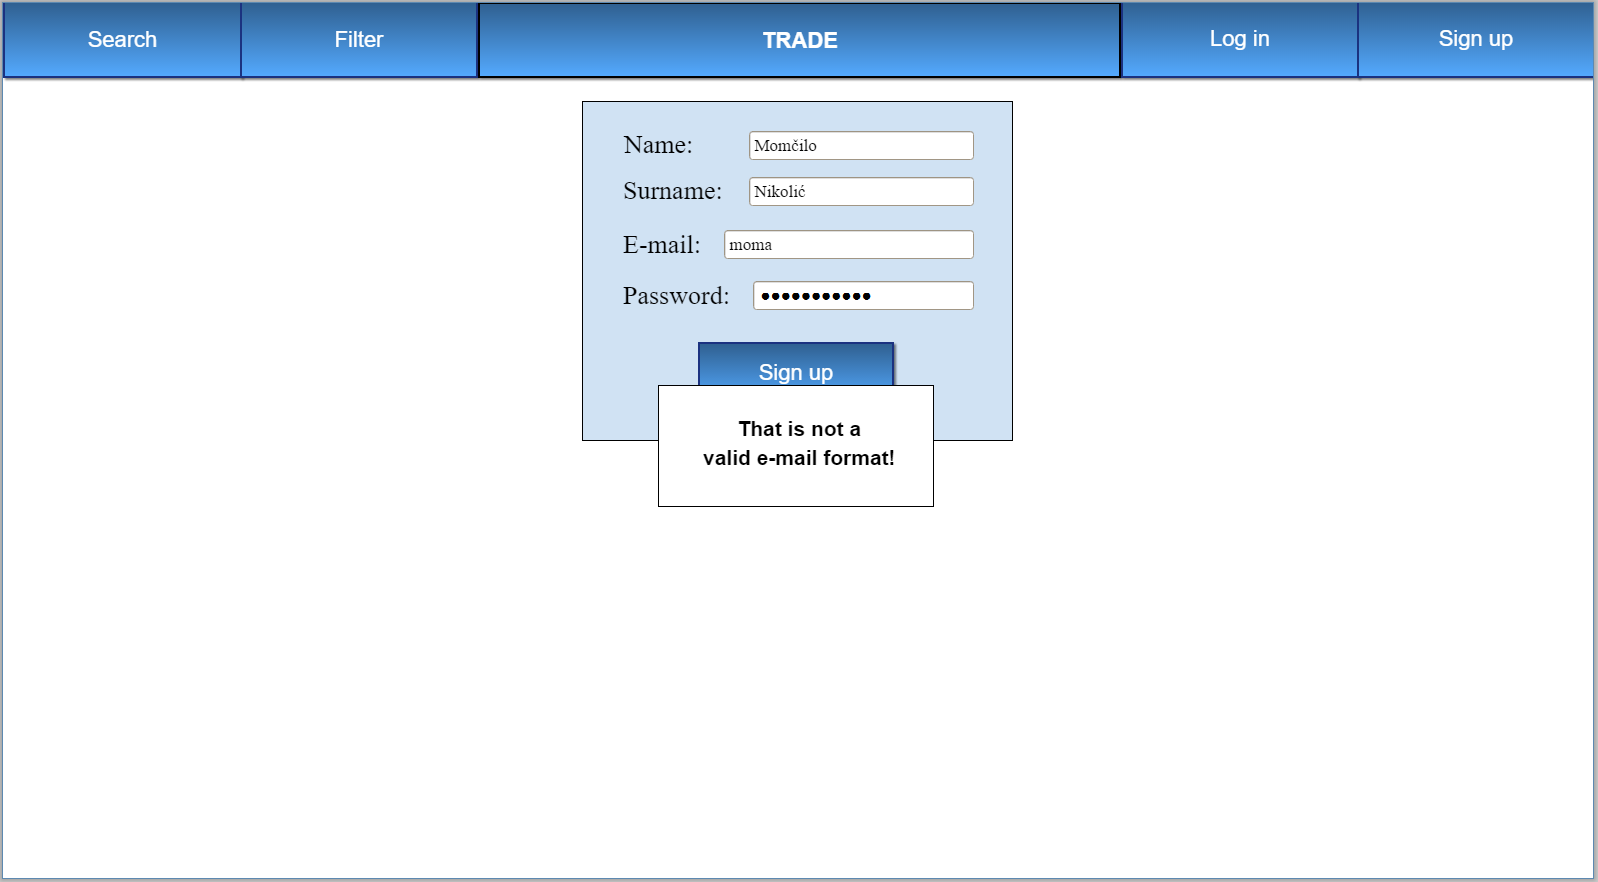 Search Filter TRADE Log in Sign up
Name: Momčilo
Surname: Nikolić
E-mail: moma
Password: ●●●●●●●●●●●
Sign up
That is not a
valid e-mail format!